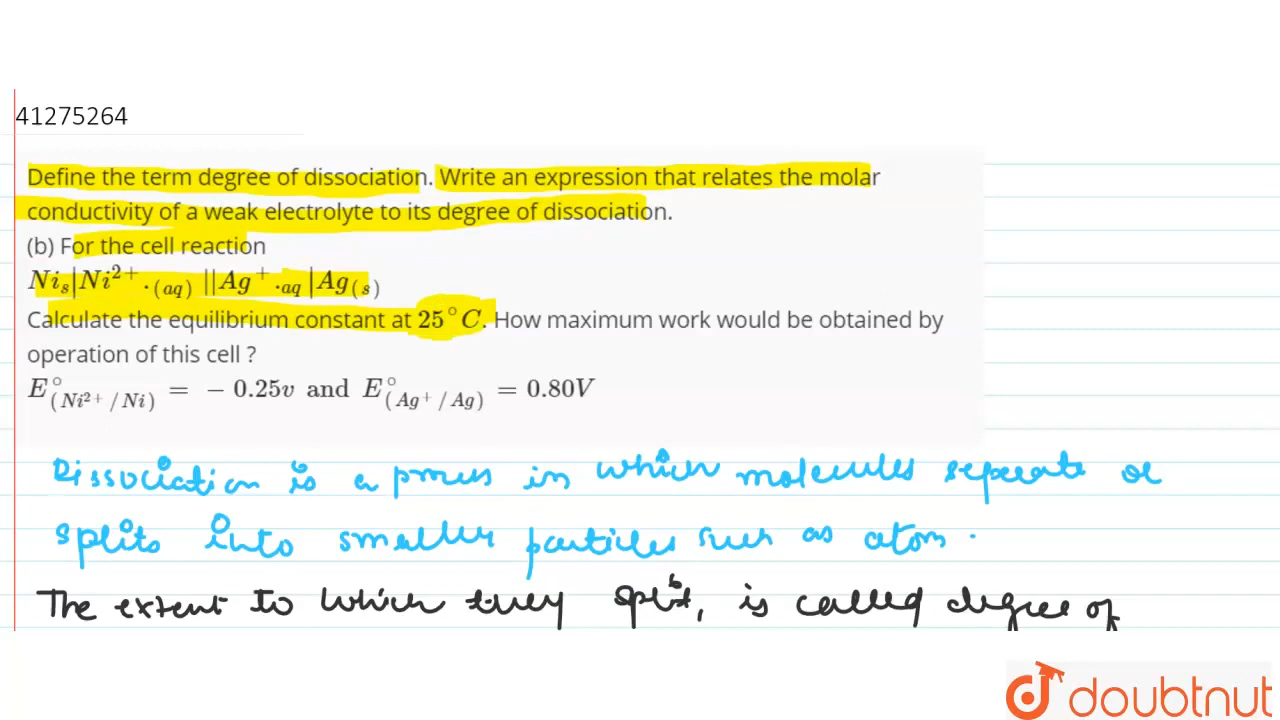 41275264
Define the term degree of dissociation. Write an expression that relates the molar
conductivity of a weak electrolyte to its degree of dissociation.
(b) For the cell reaction
Ni_s|Ni^{2+}._{(aq)} ||Ag^+._{aq} |Ag_{(s)}
Calculate the equilibrium constant at 25°C. How maximum work would be obtained by
operation of this cell ?
E°_{(Ni^{2+}/Ni)} = − 0.25v and E°_{(Ag^+/Ag)} = 0.80V
Dissociation is a process in which molecules seperate or
splits into smaller particles such as atom.
The extent to which they split, is called degree of
doubtnut